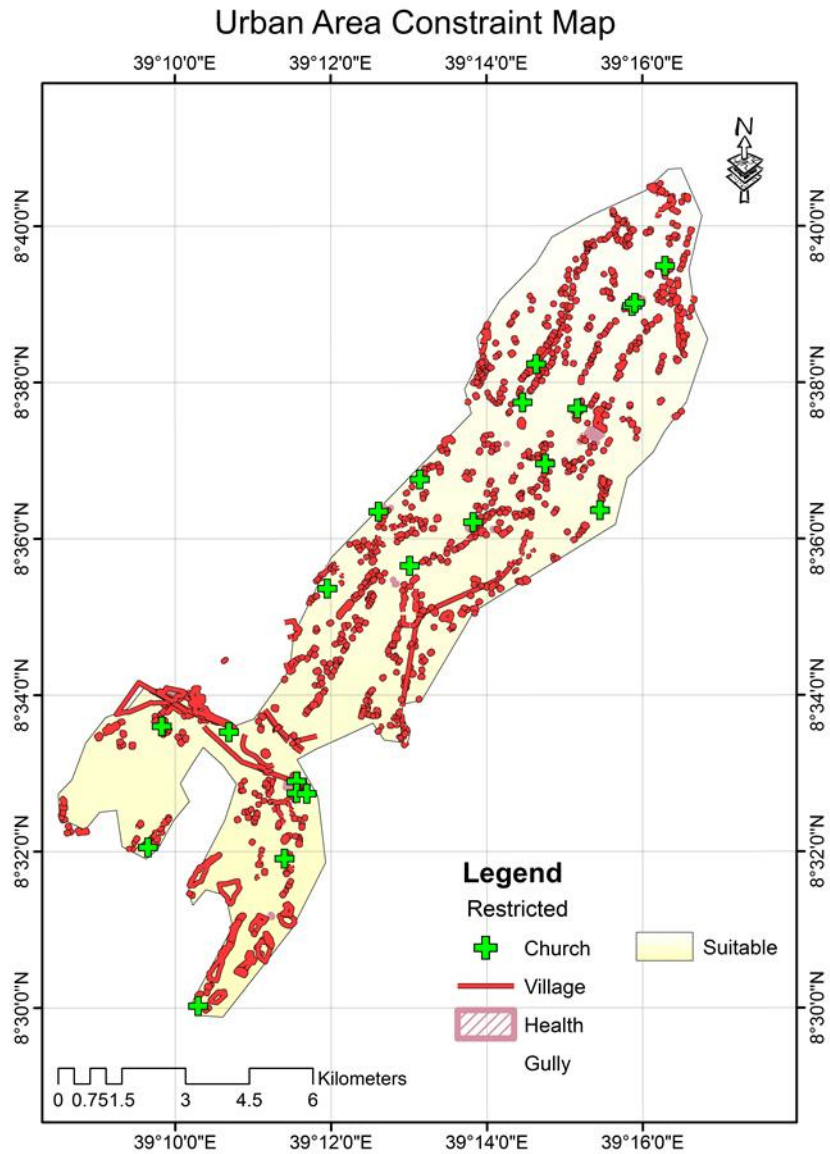 Urban Area Constraint Map
39°10'0"E 39°12'0"E 39°14'0"E 39°16'0"E
N
8°40'0"N 8°40'0"N
8°38'0"N 8°38'0"N
8°36'0"N 8°36'0"N
8°34'0"N 8°34'0"N
8°32'0"N 8°32'0"N
Legend
Restricted
Church Suitable
Village
8°30'0"N 8°30'0"N
Health
Gully
Kilometers
0 0.75 1.5 3 4.5 6
39°10'0"E 39°12'0"E 39°14'0"E 39°16'0"E